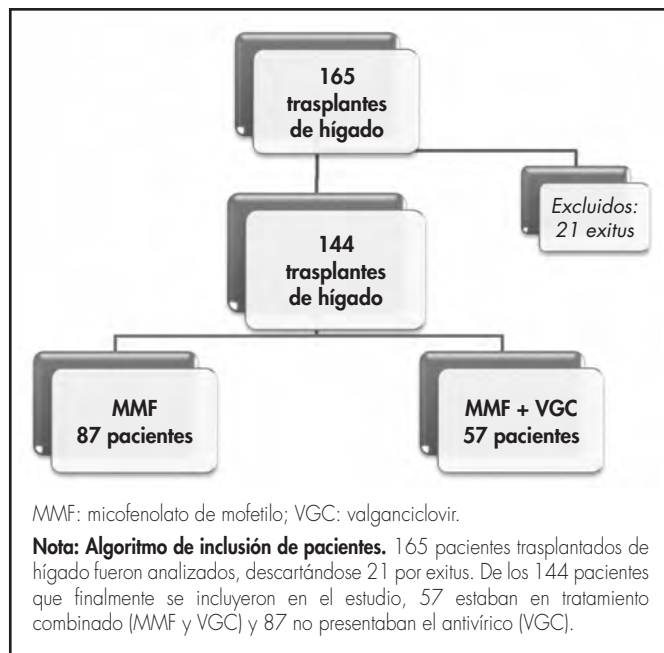 165
trasplantes
de hígado
Excluidos:
21 exitus
144
trasplantes
de hígado
MMF
87 pacientes
MMF + VGC
57 pacientes
MMF: micofenolato de mofetilo; VGC: valganciclovir.
Nota: Algoritmo de inclusión de pacientes. 165 pacientes trasplantados de
hígado fueron analizados, descartándose 21 por exitus. De los 144 pacientes
que finalmente se incluyeron en el estudio, 57 estaban en tratamiento
combinado (MMF y VGC) y 87 no presentaban el antivírico (VGC).